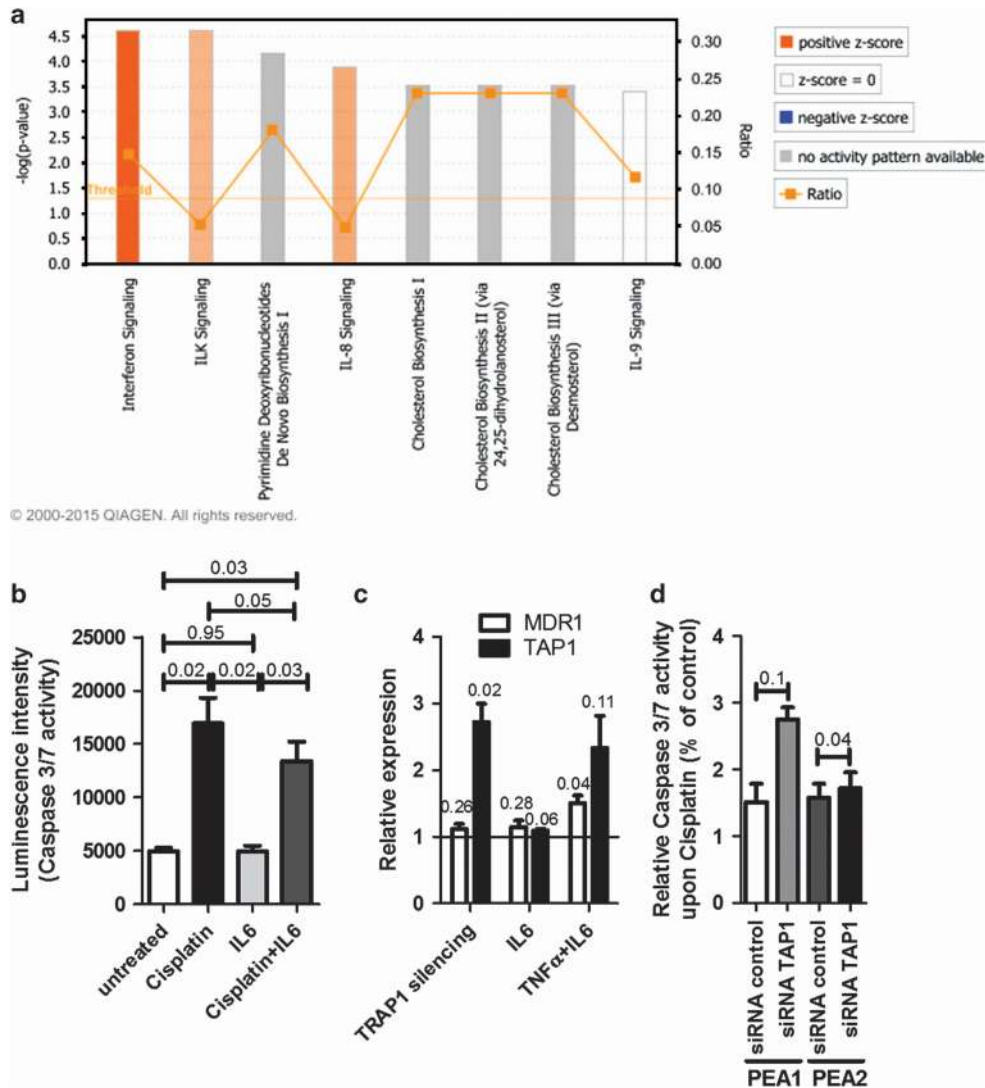 a
4.5
4.0
3.5
3.0
2.5
2.0
1.5
1.0
0.5
0.0
-log(p-value)
Threshold
0.30
0.25
0.20
0.15
0.10
0.05
0.00
Ratio
positive z-score
z-score = 0
negative z-score
no activity pattern available
Ratio
Interferon Signaling
ILK Signaling
Pyrimidine Deoxyribonucleotides
De Novo Biosynthesis I
IL-8 Signaling
Cholesterol Biosynthesis I
Cholesterol Biosynthesis II (via
24,25-dihydrolanosterol)
Cholesterol Biosynthesis III (via
Desmosterol)
IL-9 Signaling
© 2000-2015 QIAGEN. All rights reserved.
b
0.03
0.05
0.95
0.02 0.02 0.03
25000
20000
15000
10000
5000
0
Luminescence intensity
(Caspase 3/7 activity)
untreated
Cisplatin
IL6
Cisplatin+IL6
c
MDR1
TAP1
4
3
2
1
0
Relative expression
0.26
0.02
0.28
0.06
0.04
0.11
TRAP1 silencing
IL6
TNFα+IL6
d
4
3
2
1
0
Relative Caspase 3/7 activity
upon Cisplatin (% of control)
0.1
0.04
siRNA control
siRNA TAP1
siRNA control
siRNA TAP1
PEA1 PEA2